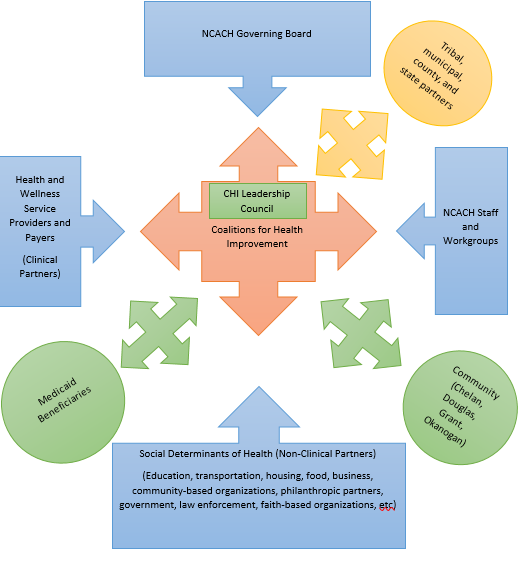 NCACH Governing Board
Tribal,
municipal,
county, and
state partners
Health and
Wellness
Service
Providers and
Payers
(Clinical
Partners)
CHI Leadership
Council
Coalitions for Health
Improvement
NCACH Staff
and
Workgroups
Medicaid
Beneficiaries
Community
(Chelan,
Douglas,
Grant,
Okanogan)
Social Determinants of Health (Non-Clinical Partners)
(Education, transportation, housing, food, business,
community-based organizations, philanthropic partners,
government, law enforcement, faith-based organizations, etc)